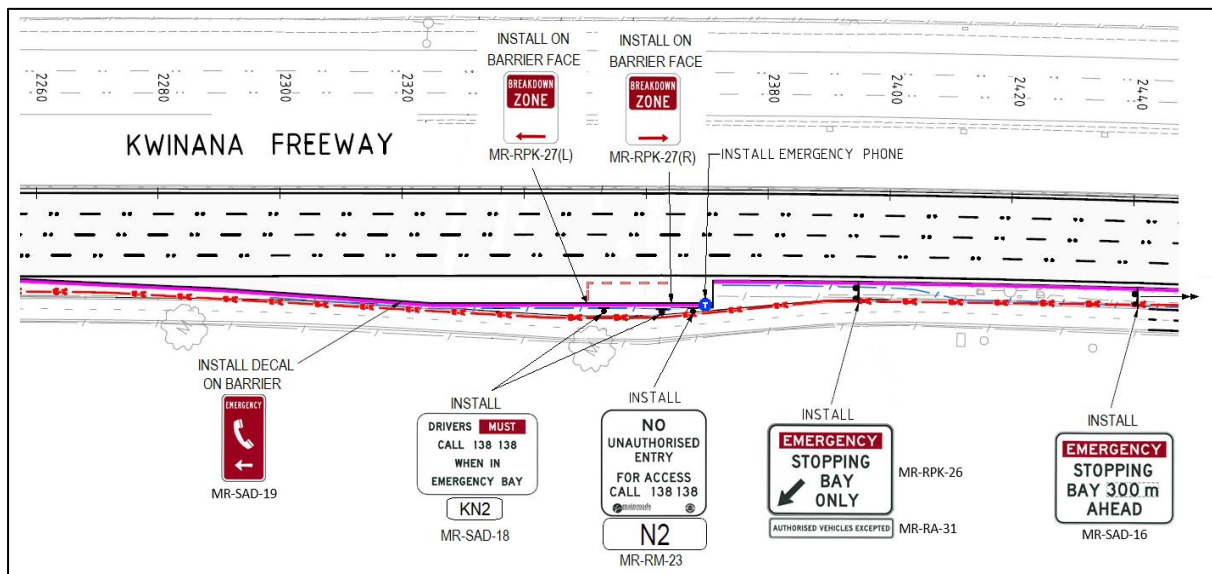 INSTALL ON
BARRIER FACE
BREAKDOWN
ZONE
MR-RPK-27(L)
INSTALL ON
BARRIER FACE
BREAKDOWN
ZONE
MR-RPK-27(R)
2260
2280
2300
2320
2380
2400
2420
2440
KWINANA FREEWAY
INSTALL EMERGENCY PHONE
T
INSTALL DECAL
ON BARRIER
EMERGENCY
MR-SAD-19
INSTALL
DRIVERS MUST
CALL 138 138
WHEN IN
EMERGENCY BAY
KN2
MR-SAD-18
INSTALL
NO
UNAUTHORISED
ENTRY
FOR ACCESS
CALL 138 138
mainroads
N2
MR-RM-23
INSTALL
EMERGENCY
STOPPING
BAY
ONLY
MR-RPK-26
AUTHORISED VEHICLES EXCEPTED
MR-RA-31
INSTALL
EMERGENCY
STOPPING
BAY 300 m
AHEAD
MR-SAD-16